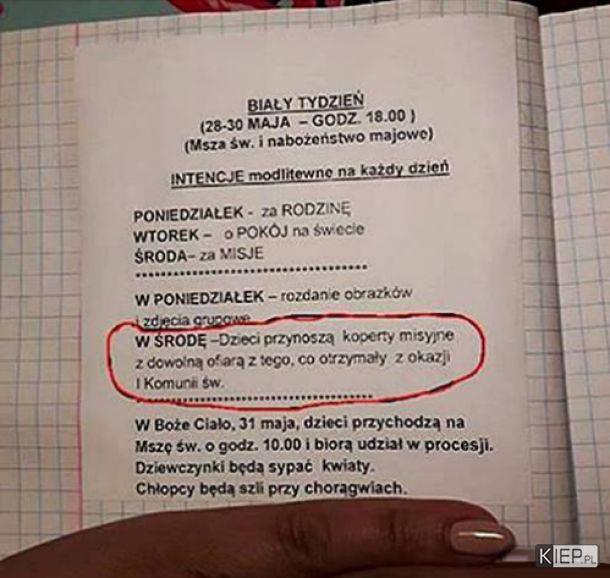 BIAŁY TYDZIEŃ
(28-30 MAJA – GODZ. 18.00 )
(Msza św. i nabożeństwo majowe)
INTENCJE modlitewne na każdy dzień
PONIEDZIAŁEK - za RODZINĘ
WTOREK – o POKÓJ na świecie
ŚRODA– za MISJE
************************************
W PONIEDZIAŁEK – rozdanie obrazków
i zdjęcia grupowe
W ŚRODĘ –Dzieci przynoszą koperty misyjne
z dowolną ofiarą z tego, co otrzymały z okazji
I Komunii św.
************************************
W Boże Ciało, 31 maja, dzieci przychodzą na
Mszę św. o godz. 10.00 i biorą udział w procesji.
Dziewczynki będą sypać kwiaty.
Chłopcy będą szli przy chorągwiach.
KIEP.PL